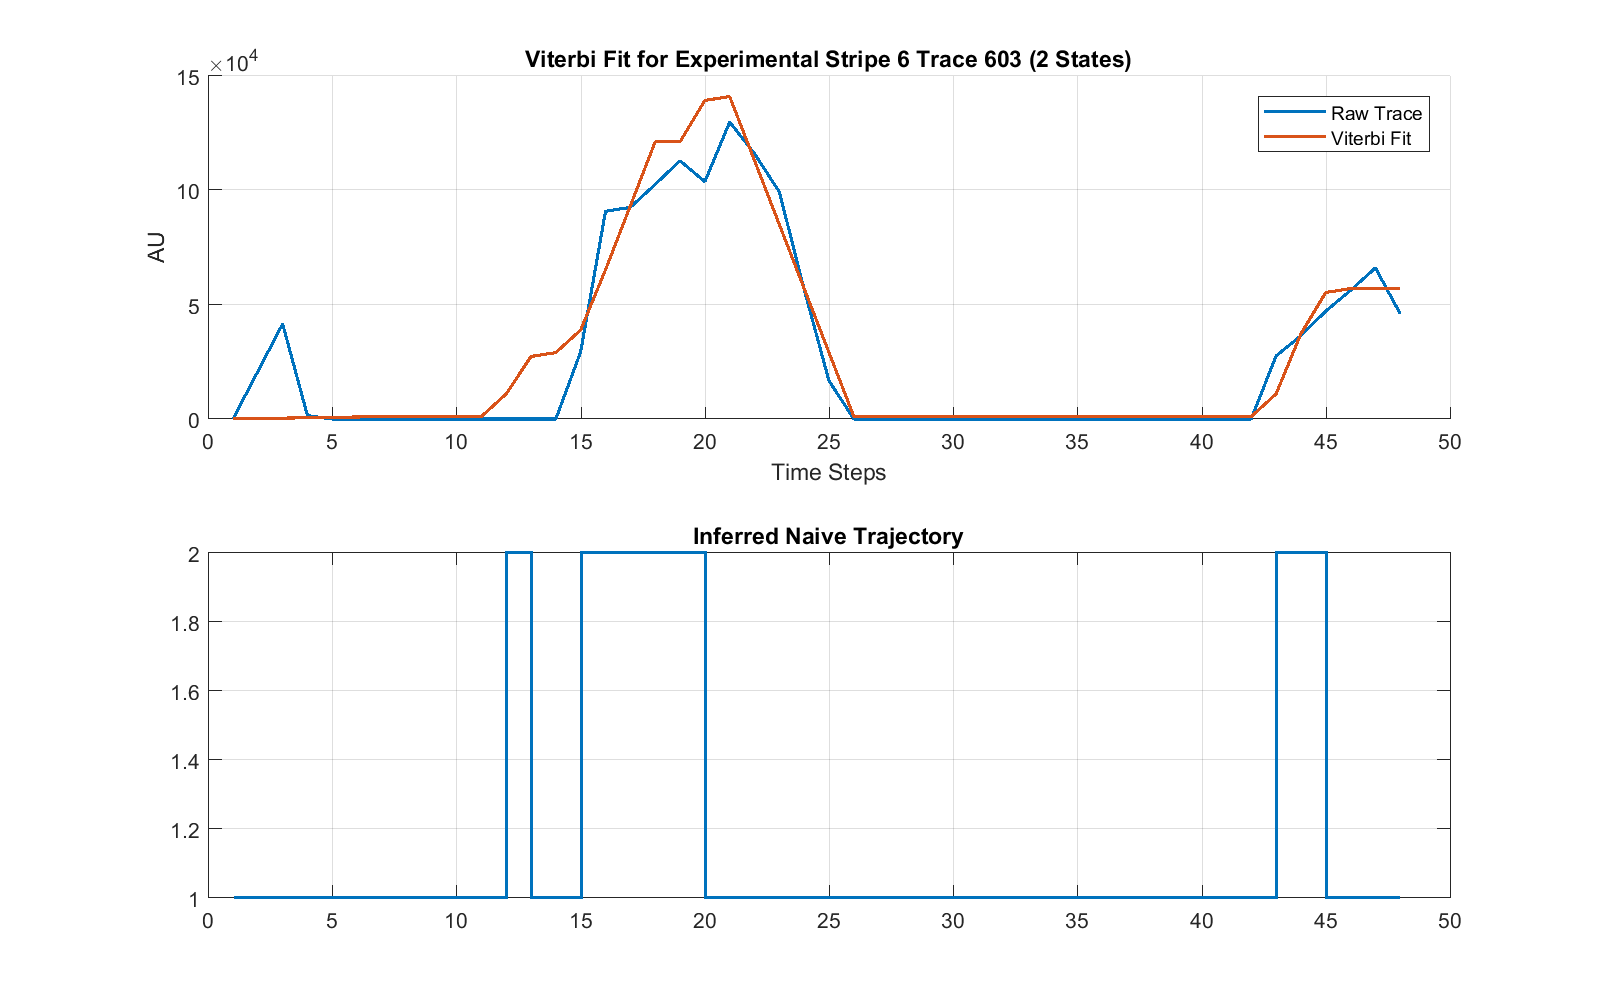 Viterbi Fit for Experimental Stripe 6 Trace 603 (2 States)
×10^4
15
10
5
0
AU
Raw Trace
Viterbi Fit
0 5 10 15 20 25 30 35 40 45 50
Time Steps
Inferred Naive Trajectory
2
1.8
1.6
1.4
1.2
1
0 5 10 15 20 25 30 35 40 45 50